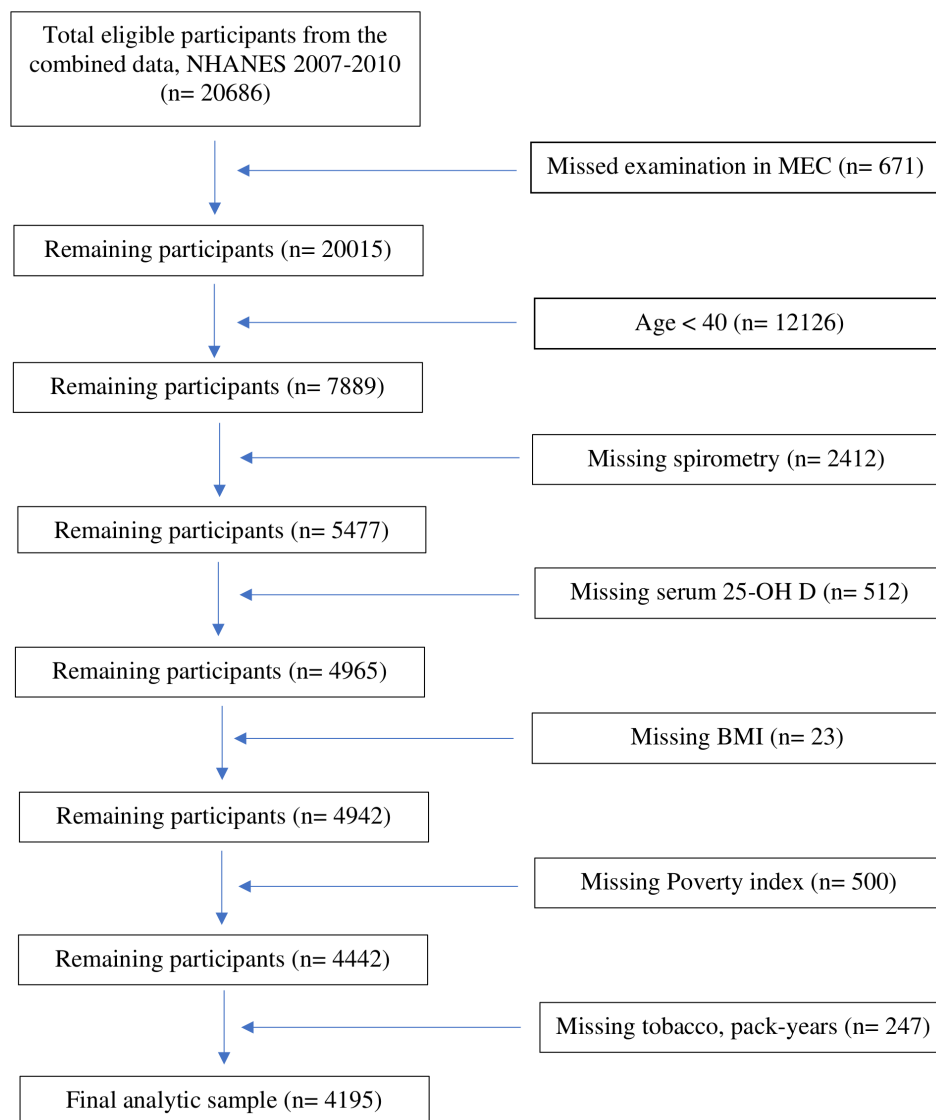 Total eligible participants from the
combined data, NHANES 2007-2010
(n= 20686)
Missed examination in MEC (n= 671)
Remaining participants (n= 20015)
Age < 40 (n= 12126)
Remaining participants (n= 7889)
Missing spirometry (n= 2412)
Remaining participants (n= 5477)
Missing serum 25-OH D (n= 512)
Remaining participants (n= 4965)
Missing BMI (n= 23)
Remaining participants (n= 4942)
Missing Poverty index (n= 500)
Remaining participants (n= 4442)
Missing tobacco, pack-years (n= 247)
Final analytic sample (n= 4195)